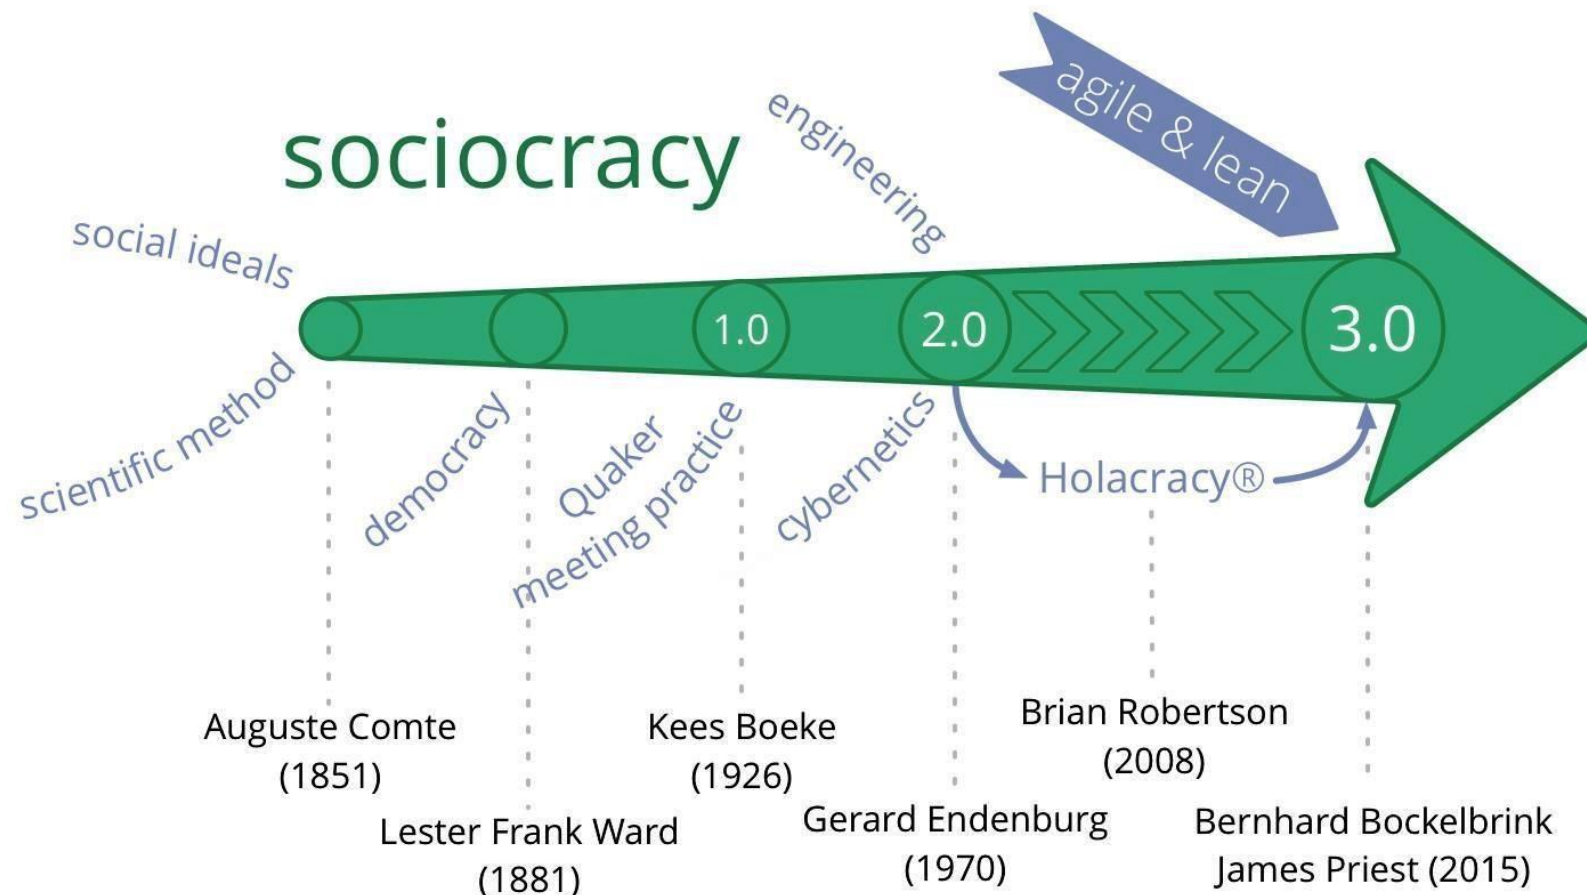 sociocracy
engineering
agile & lean
social ideals
1.0
2.0
3.0
scientific method
democracy
Quaker
meeting practice
cybernetics
Holacracy®
Auguste Comte
(1851)
Lester Frank Ward
(1881)
Kees Boeke
(1926)
Gerard Endenburg
(1970)
Brian Robertson
(2008)
Bernhard Bockelbrink
James Priest (2015)